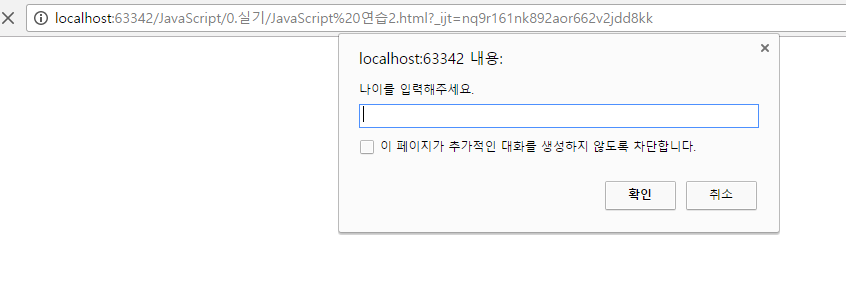 localhost:63342/JavaScript/0.실기/JavaScript%20연습2.html?_ijt=nq9r161nk892aor662v2jdd8kk
localhost:63342 내용:
나이를 입력해주세요.
이 페이지가 추가적인 대화를 생성하지 않도록 차단합니다.
확인 취소